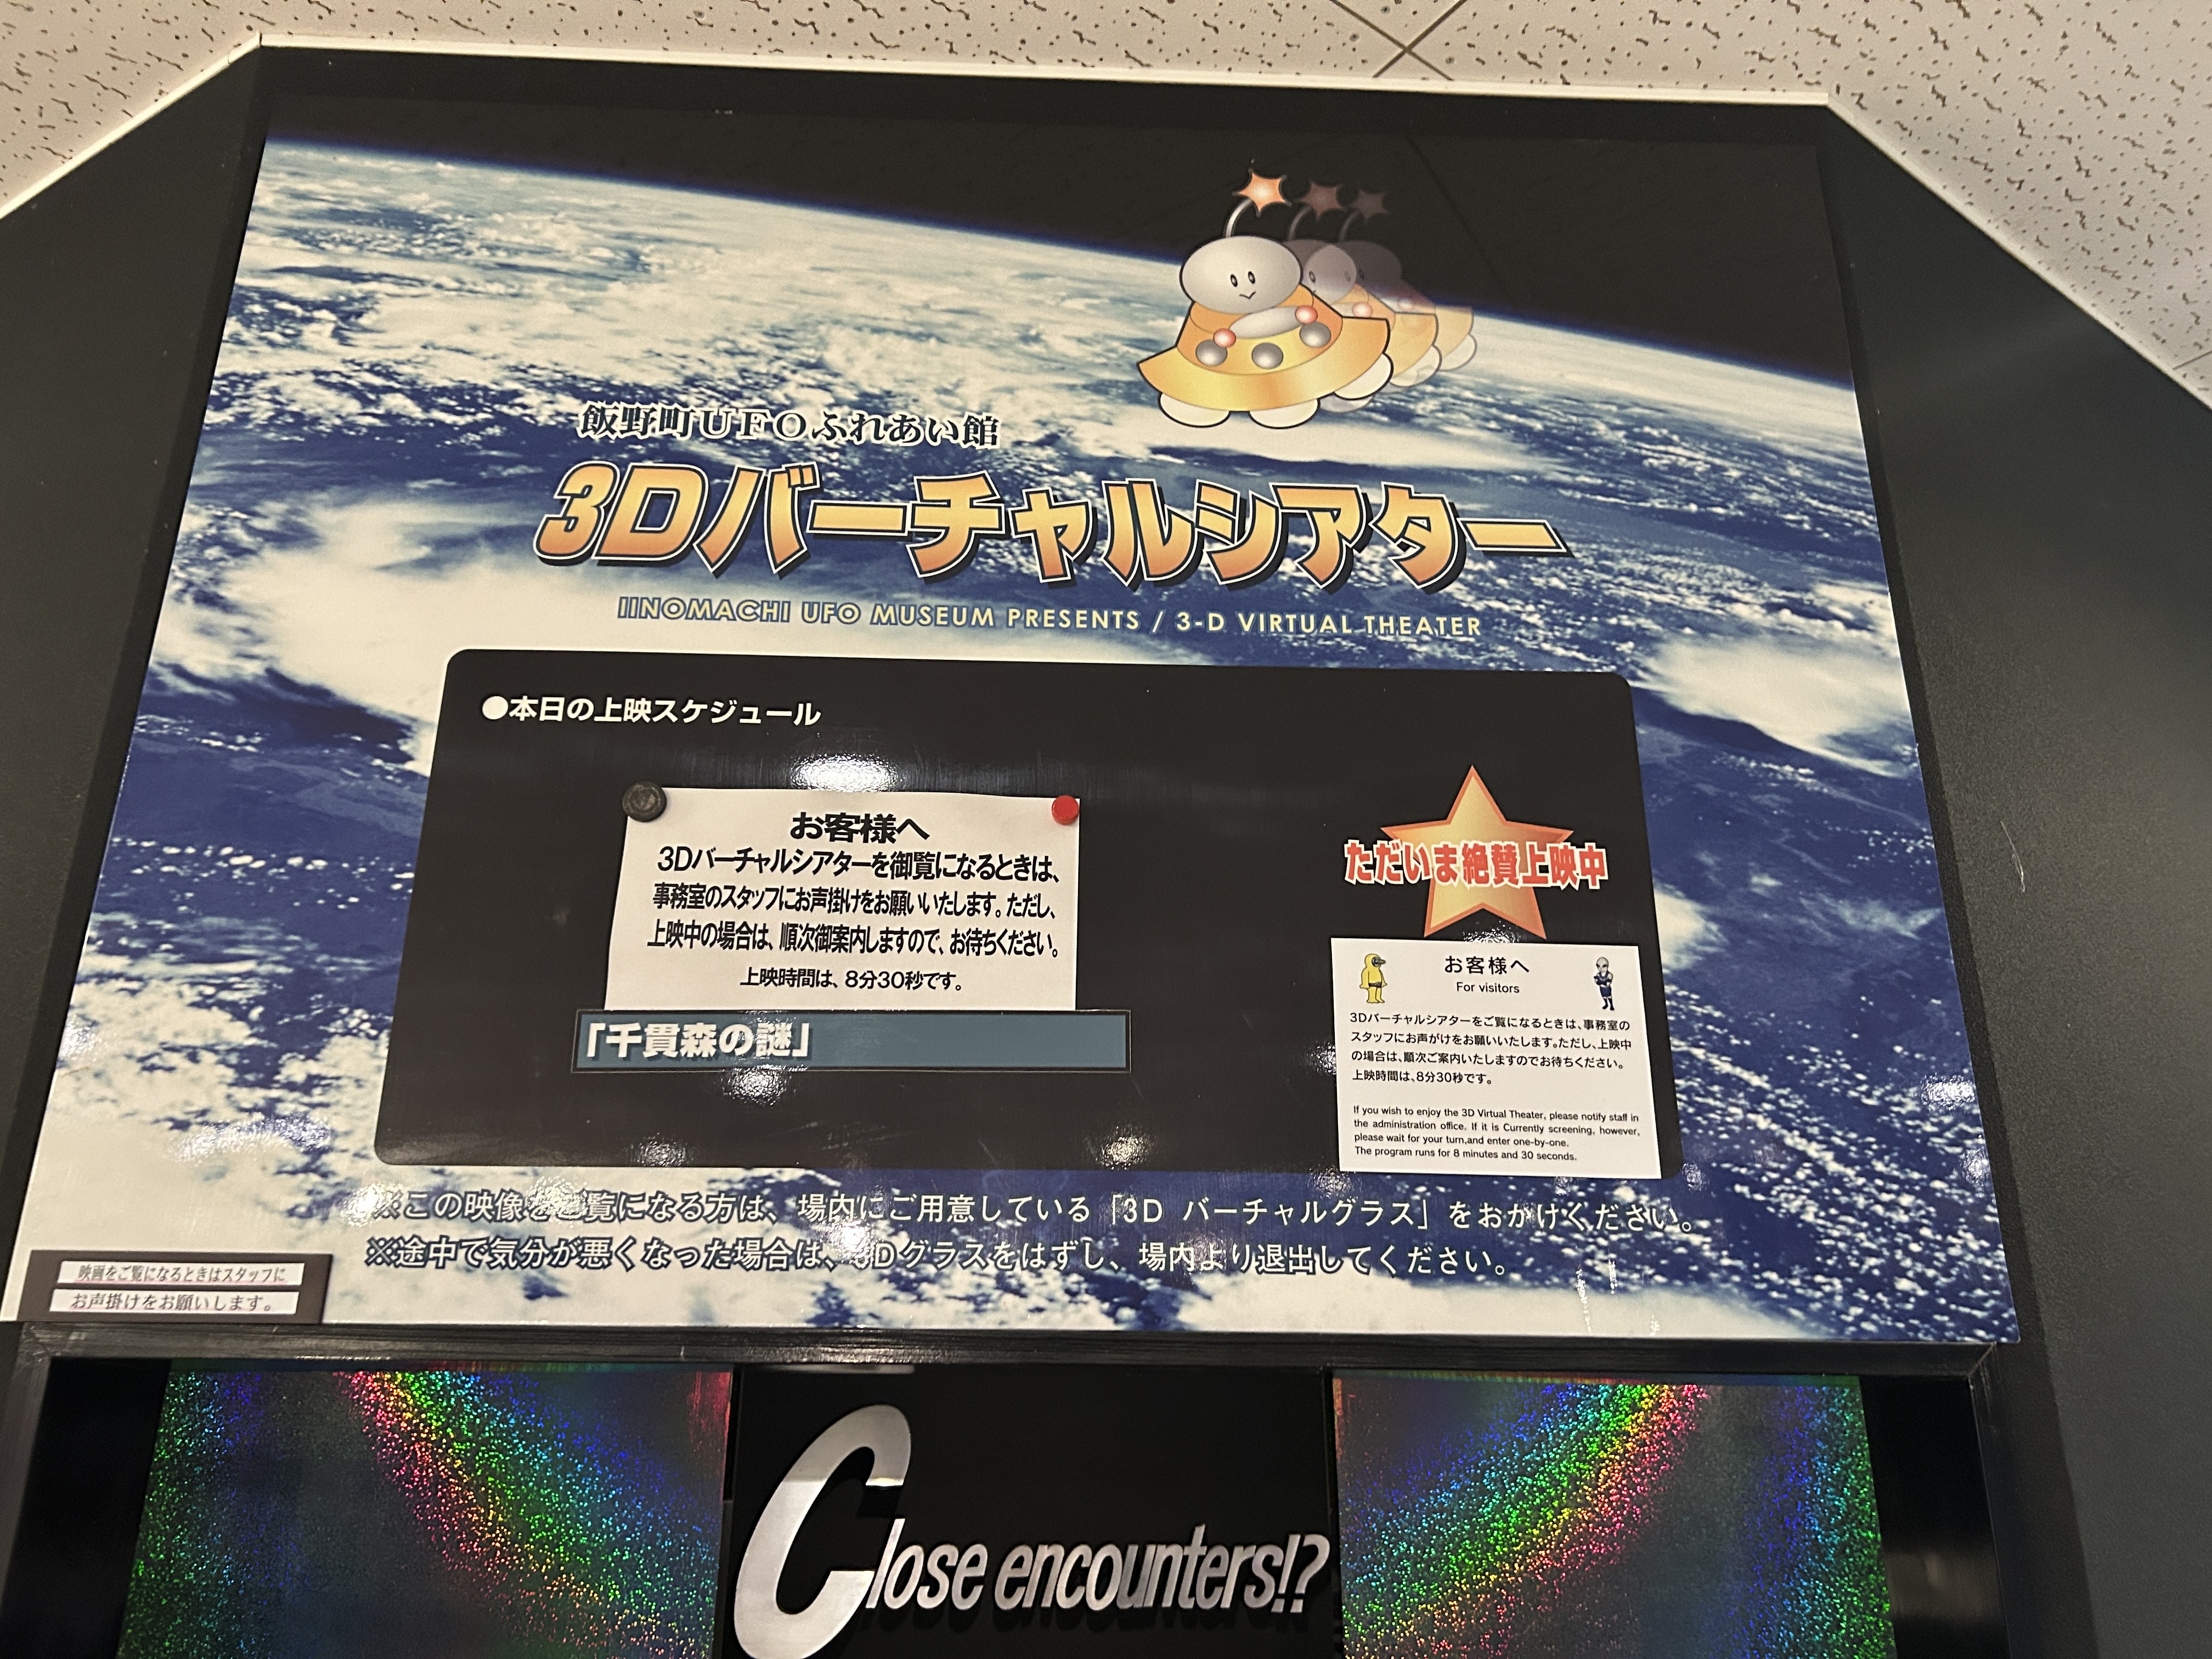 飯野町UFOふれあい館
3Dバーチャルシアター
IINOMACHI UFO MUSEUM PRESENTS / 3-D VIRTUAL THEATER
●本日の上映スケジュール
お客様へ
3Dバーチャルシアターを御覧になるときは、
事務室のスタッフにお声掛けをお願いいたします。ただし、
上映中の場合は、順次御案内しますので、お待ちください。
上映時間は、8分30秒です。
「千貫森の謎」
ただいま絶賛上映中
お客様へ
For visitors
3Dバーチャルシアターをご覧になるときは、事務室の
スタッフにお声がけをお願いいたします。ただし、上映中
の場合は、順次ご案内いたしますのでお待ちください。
上映時間は、8分30秒です。
If you wish to enjoy the 3D Virtual Theater, please notify staff in
the administration office. If it is Currently screening, however,
please wait for your turn,and enter one-by-one.
The program runs for 8 minutes and 30 seconds.
※この映像をご覧になる方は、場内にご用意している「3D バーチャルグラス」をおかけください。
※途中で気分が悪くなった場合は、3Dグラスをはずし、場内より退出してください。
映画をご覧になるときはスタッフに
お声掛けをお願いします。
Close encounters!?